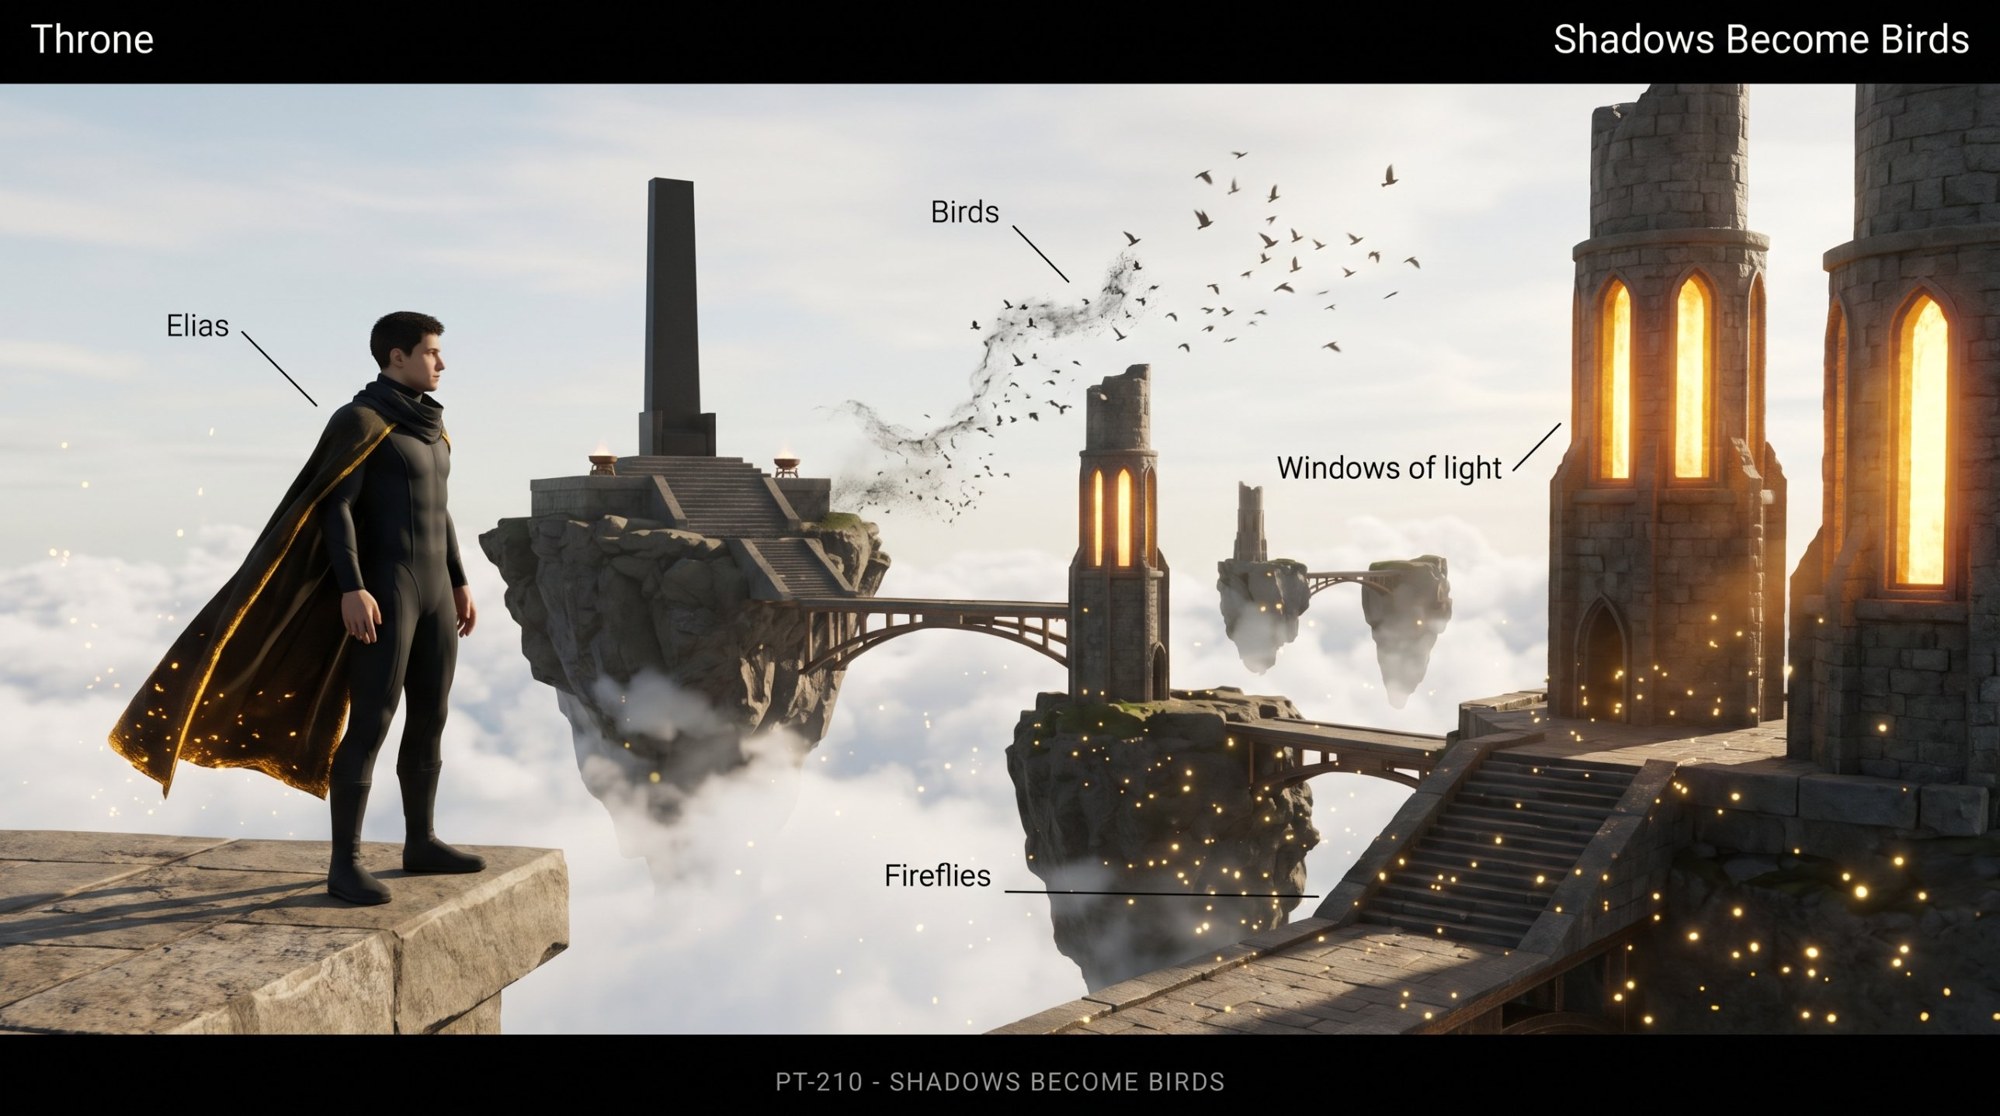 Throne
Shadows Become Birds
Birds
Elias
Windows of light
Fireflies
PT-210 - SHADOWS BECOME BIRDS